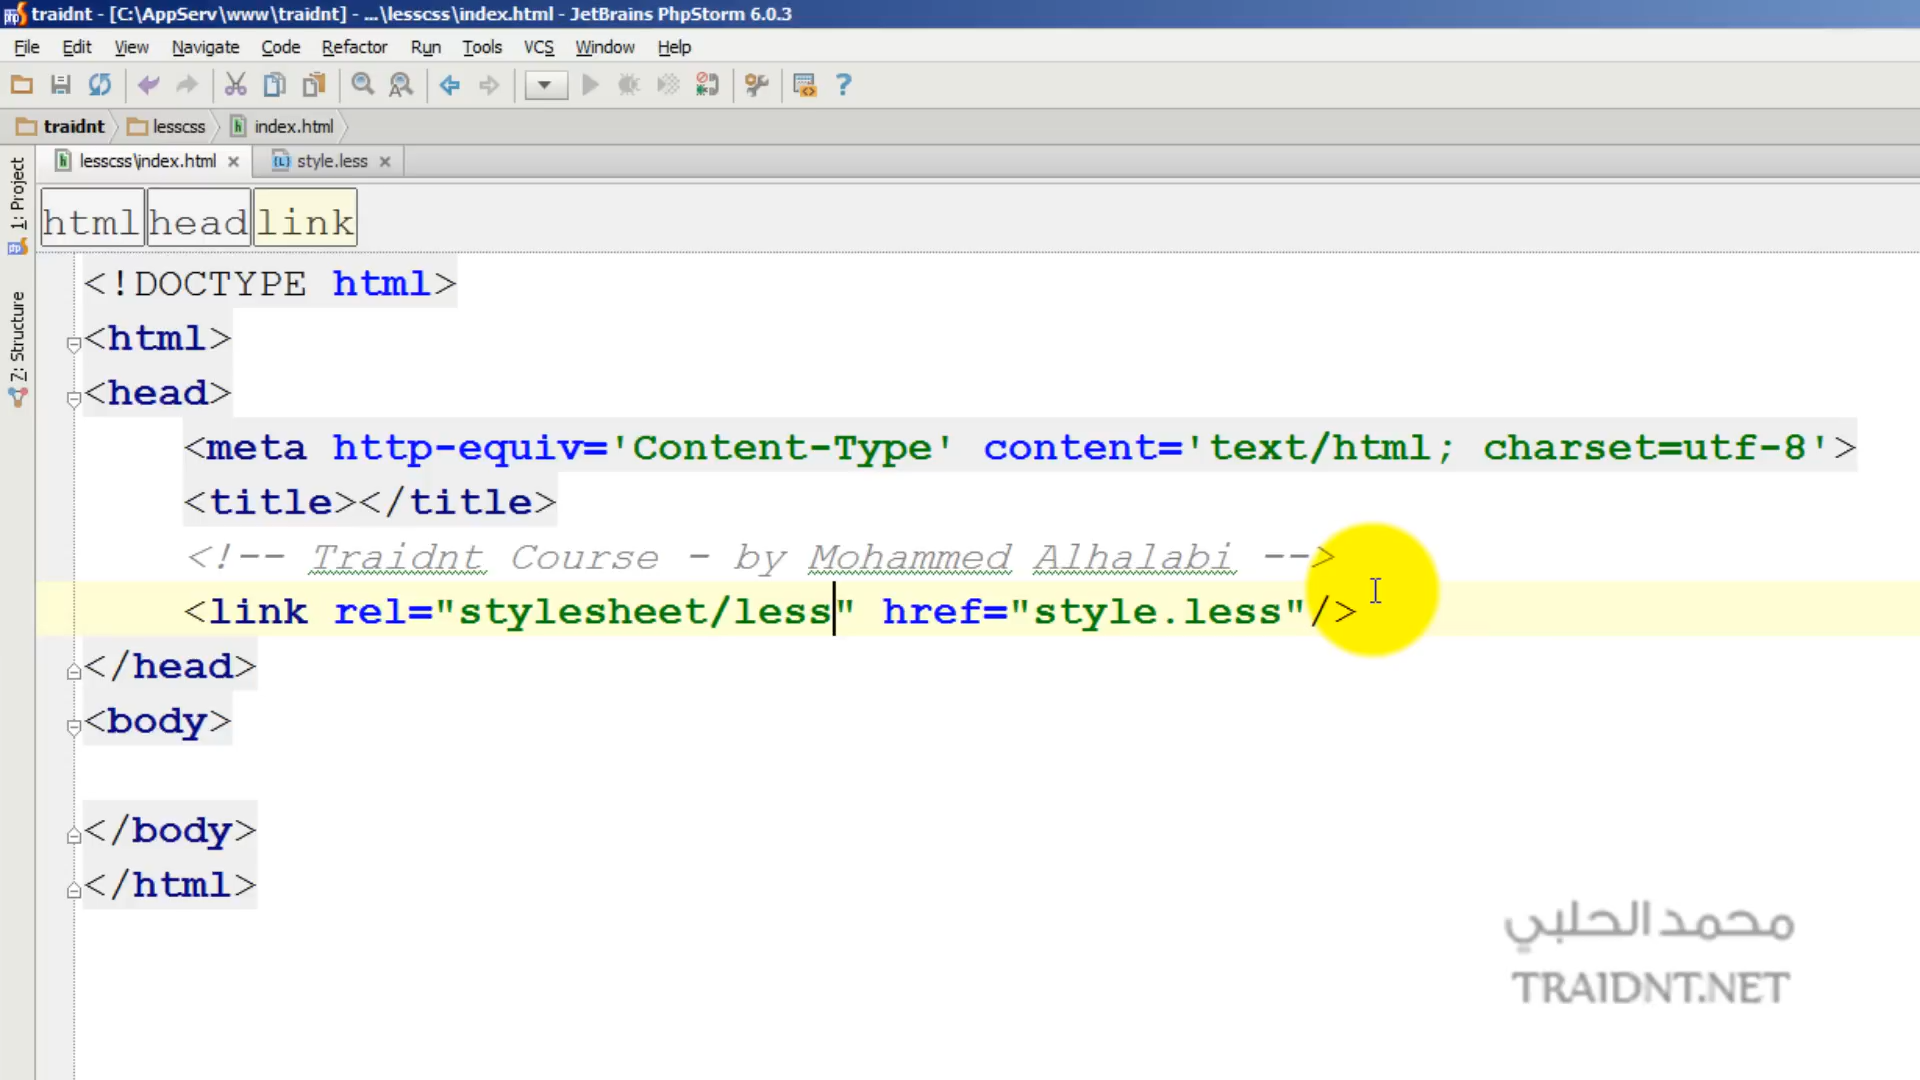 traidnt - [C:\AppServ\www\traidnt] - ...\lesscss\index.html - JetBrains PhpStorm 6.0.3
File Edit View Navigate Code Refactor Run Tools VCS Window Help
traidnt lesscss index.html
lesscss\index.html style.less
1: Project
Z: Structure
html head link
<!DOCTYPE html>
<html>
<head>
<meta http-equiv='Content-Type' content='text/html; charset=utf-8'>
<title></title>
<!-- Traidnt Course - by Mohammed Alhalabi -->
<link rel="stylesheet/less" href="style.less"/>
</head>
<body>
</body>
</html>
محمد الحلبي
TRAIDNT.NET